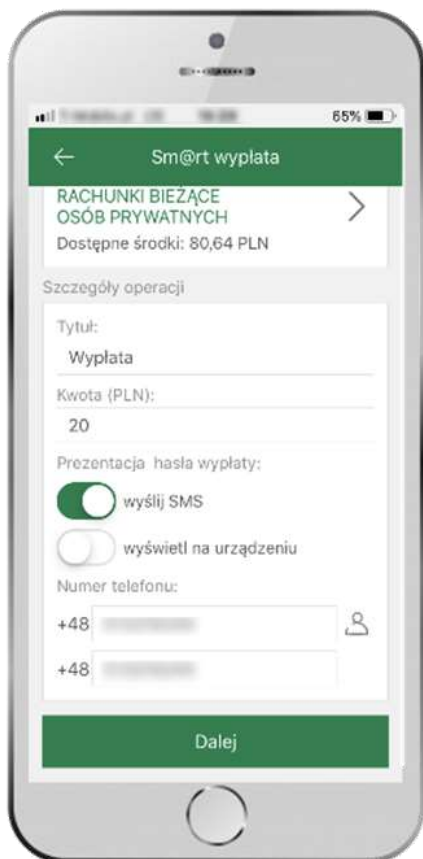 65%
Sm@rt wypłata
RACHUNKI BIEŻĄCE
OSÓB PRYWATNYCH
Dostępne środki: 80,64 PLN
Szczegóły operacji
Tytuł:
Wypłata
Kwota (PLN):
20
Prezentacja hasła wypłaty:
wyślij SMS
wyświetl na urządzeniu
Numer telefonu:
+48
+48
Dalej